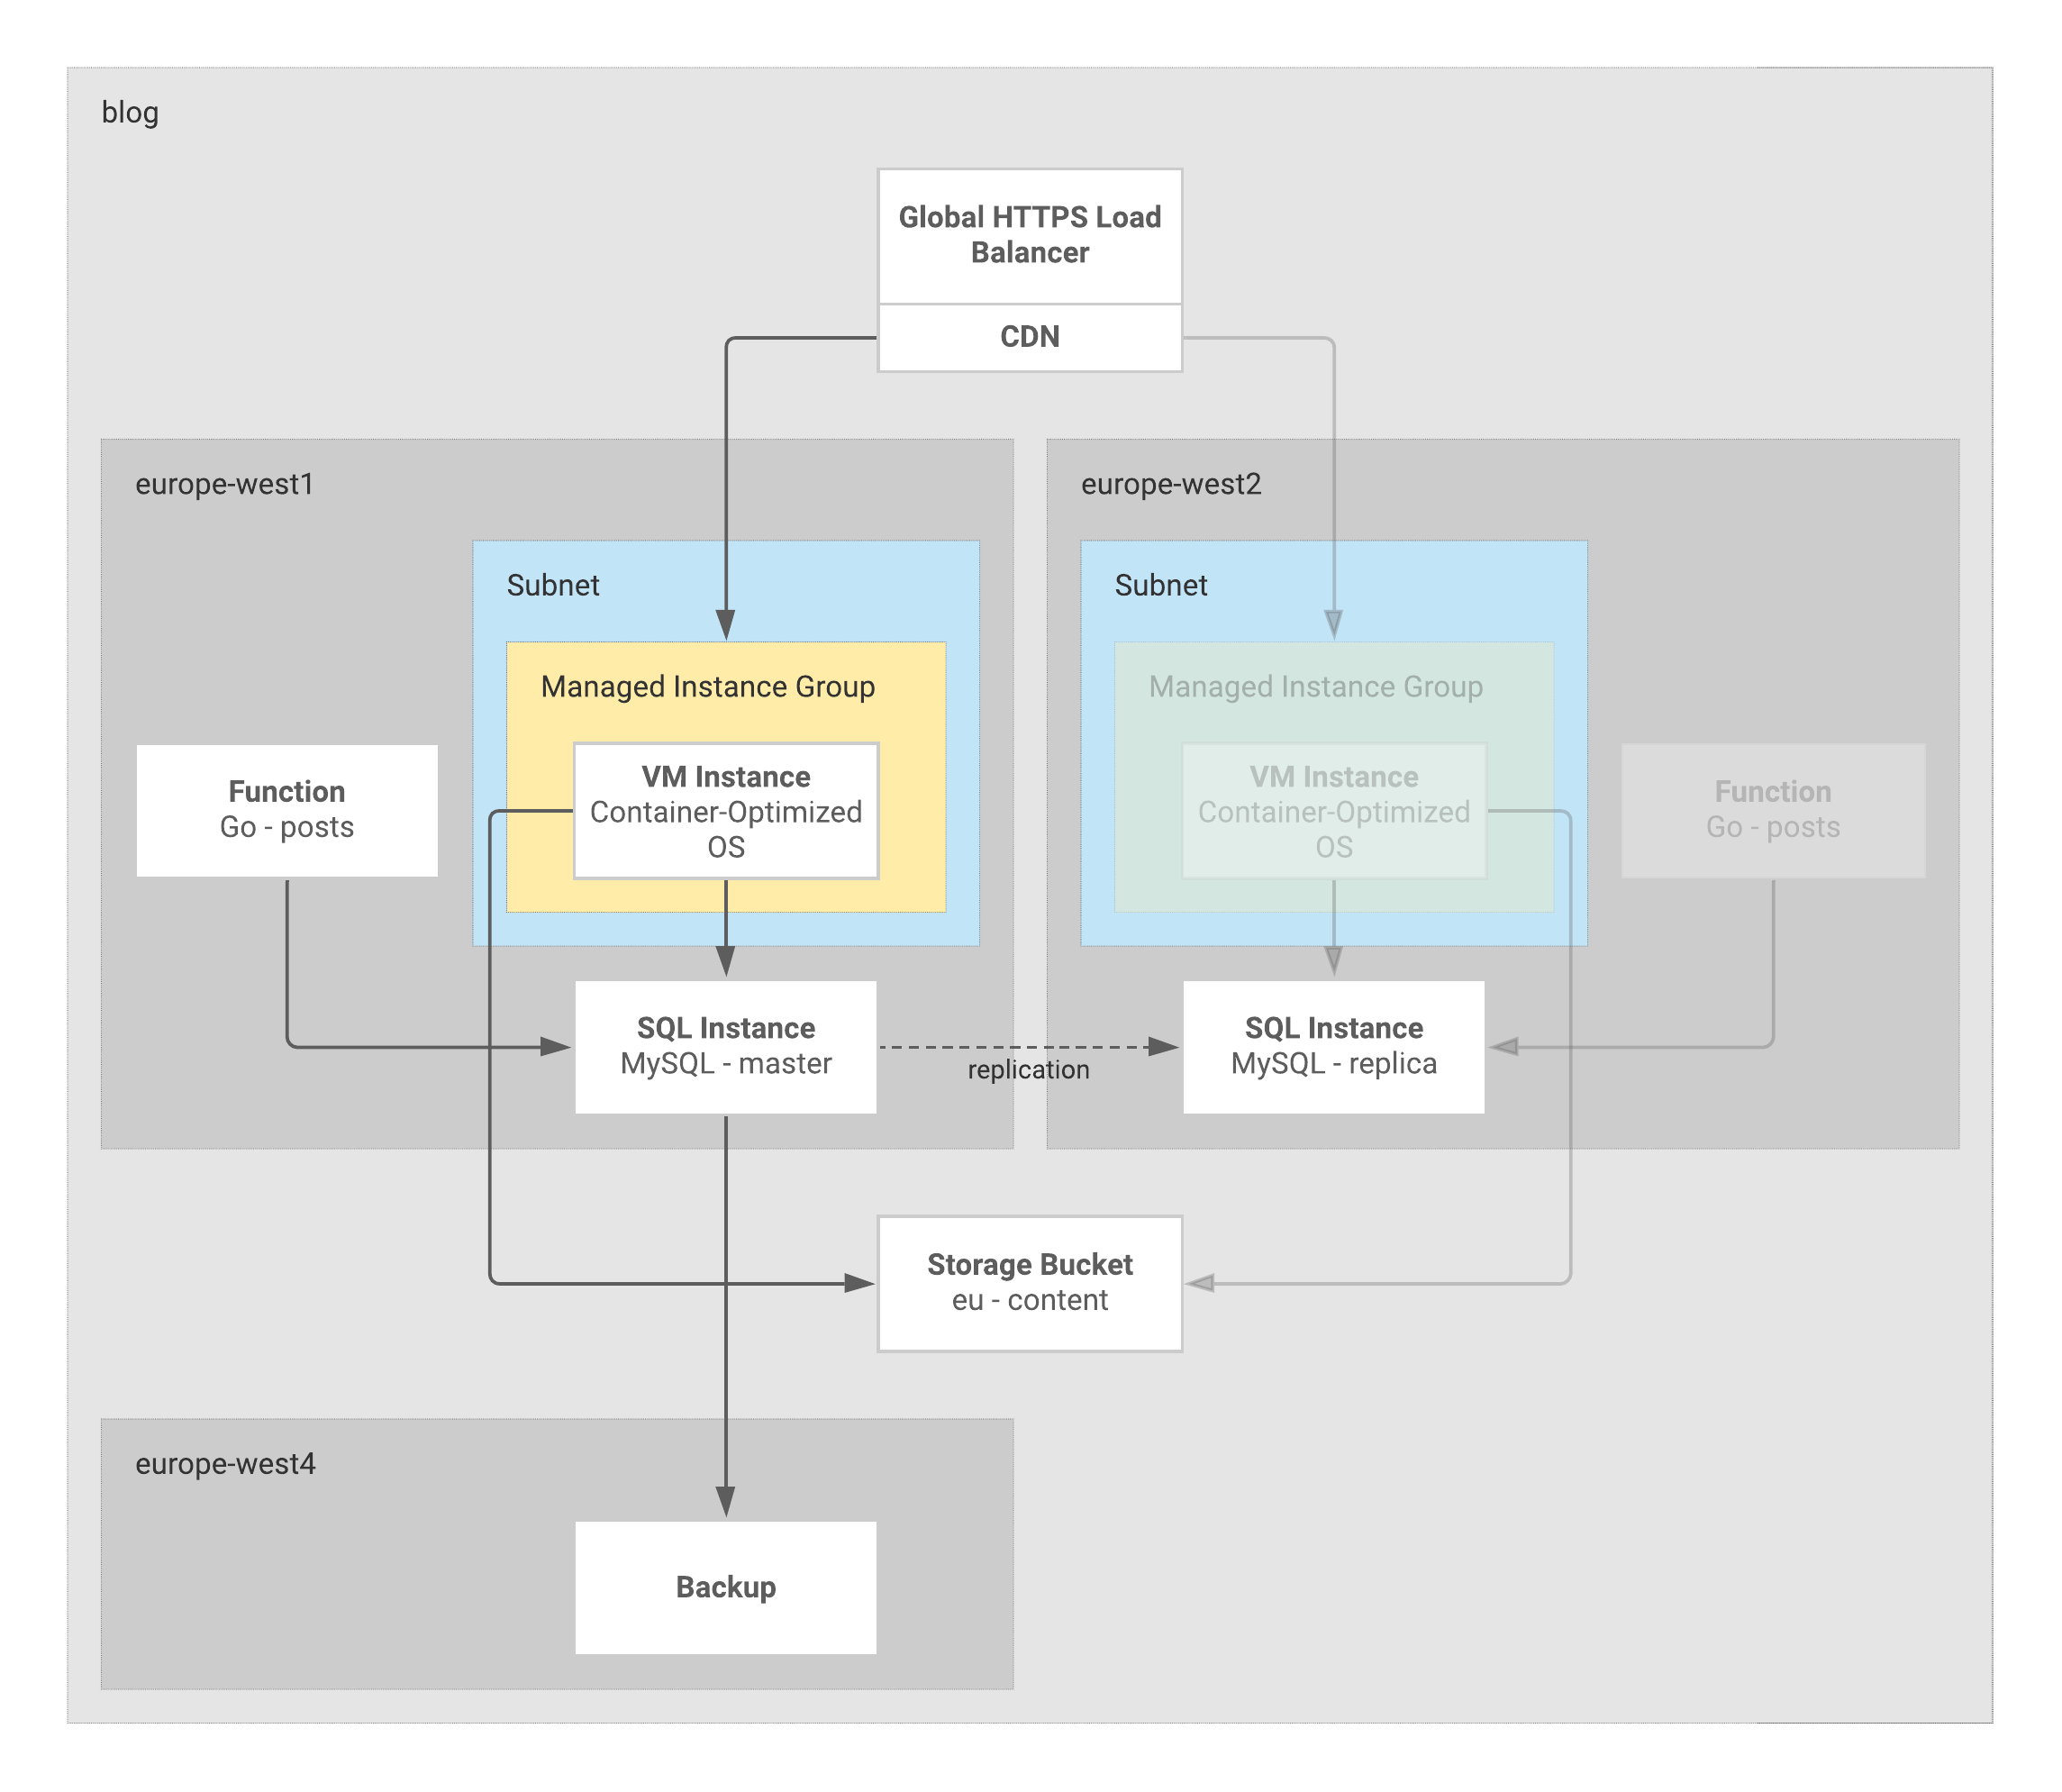 blog
Global HTTPS Load
Balancer
CDN
europe-west1
europe-west2
Subnet
Subnet
Managed Instance Group
Managed Instance Group
Function
Go - posts
VM Instance
Container-Optimized
OS
VM Instance
Container-Optimized
OS
Function
Go - posts
SQL Instance
MySQL - master
replication
SQL Instance
MySQL - replica
Storage Bucket
eu - content
europe-west4
Backup